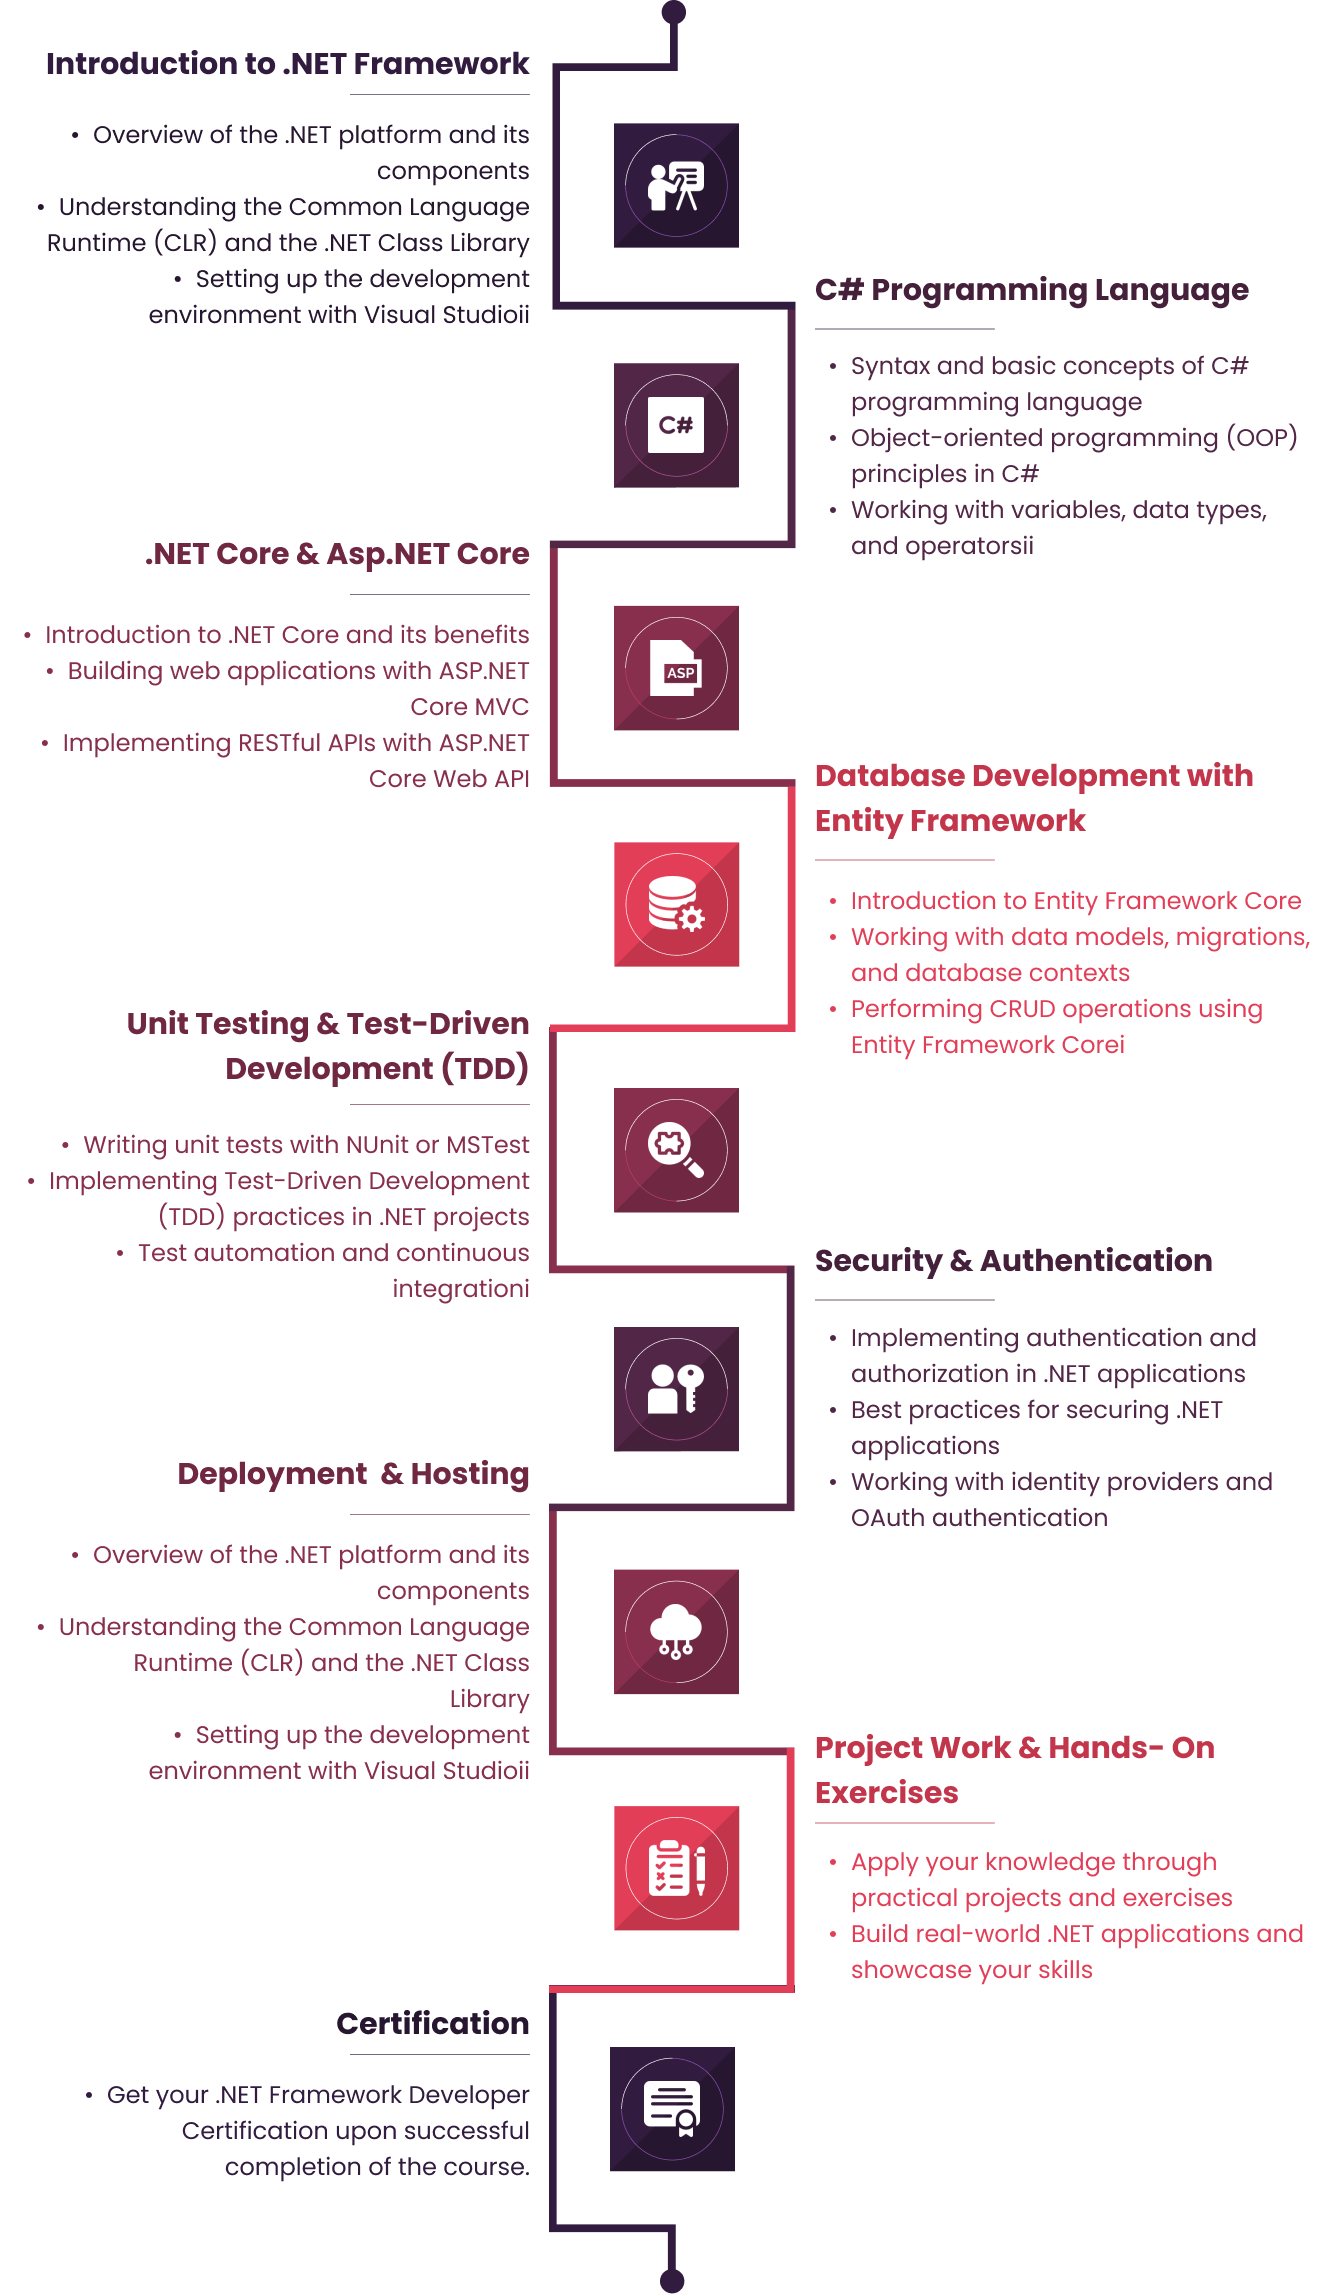 Introduction to .NET Framework
• Overview of the .NET platform and its
components
• Understanding the Common Language
Runtime (CLR) and the .NET Class Library
• Setting up the development
environment with Visual Studioii
C# Programming Language
• Syntax and basic concepts of C#
programming language
• Object-oriented programming (OOP)
principles in C#
• Working with variables, data types,
and operatorsii
C#
.NET Core & Asp.NET Core
• Introduction to .NET Core and its benefits
• Building web applications with ASP.NET
Core MVC
• Implementing RESTful APIs with ASP.NET
Core Web API
ASP
Database Development with
Entity Framework
• Introduction to Entity Framework Core
• Working with data models, migrations,
and database contexts
• Performing CRUD operations using
Entity Framework Corei
Unit Testing & Test-Driven
Development (TDD)
• Writing unit tests with NUnit or MSTest
• Implementing Test-Driven Development
(TDD) practices in .NET projects
• Test automation and continuous
integrationi
Security & Authentication
• Implementing authentication and
authorization in .NET applications
• Best practices for securing .NET
applications
• Working with identity providers and
OAuth authentication
Deployment & Hosting
• Overview of the .NET platform and its
components
• Understanding the Common Language
Runtime (CLR) and the .NET Class
Library
• Setting up the development
environment with Visual Studioii
Project Work & Hands- On
Exercises
• Apply your knowledge through
practical projects and exercises
• Build real-world .NET applications and
showcase your skills
Certification
• Get your .NET Framework Developer
Certification upon successful
completion of the course.